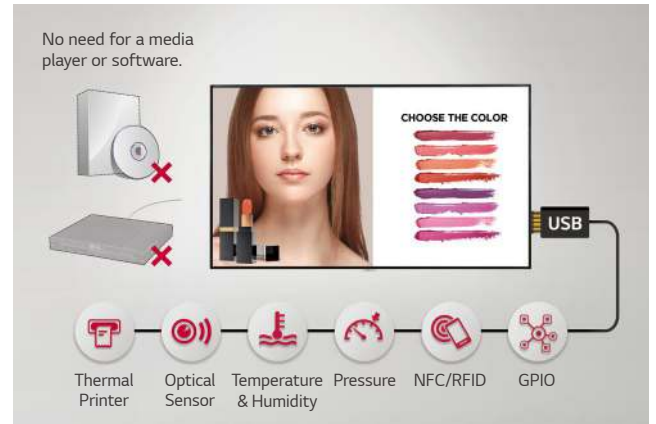 No need for a media
player or software.
CHOOSE THE COLOR
USB
Thermal
Printer
Optical
Sensor
Temperature
& Humidity
Pressure
NFC/RFID
GPIO